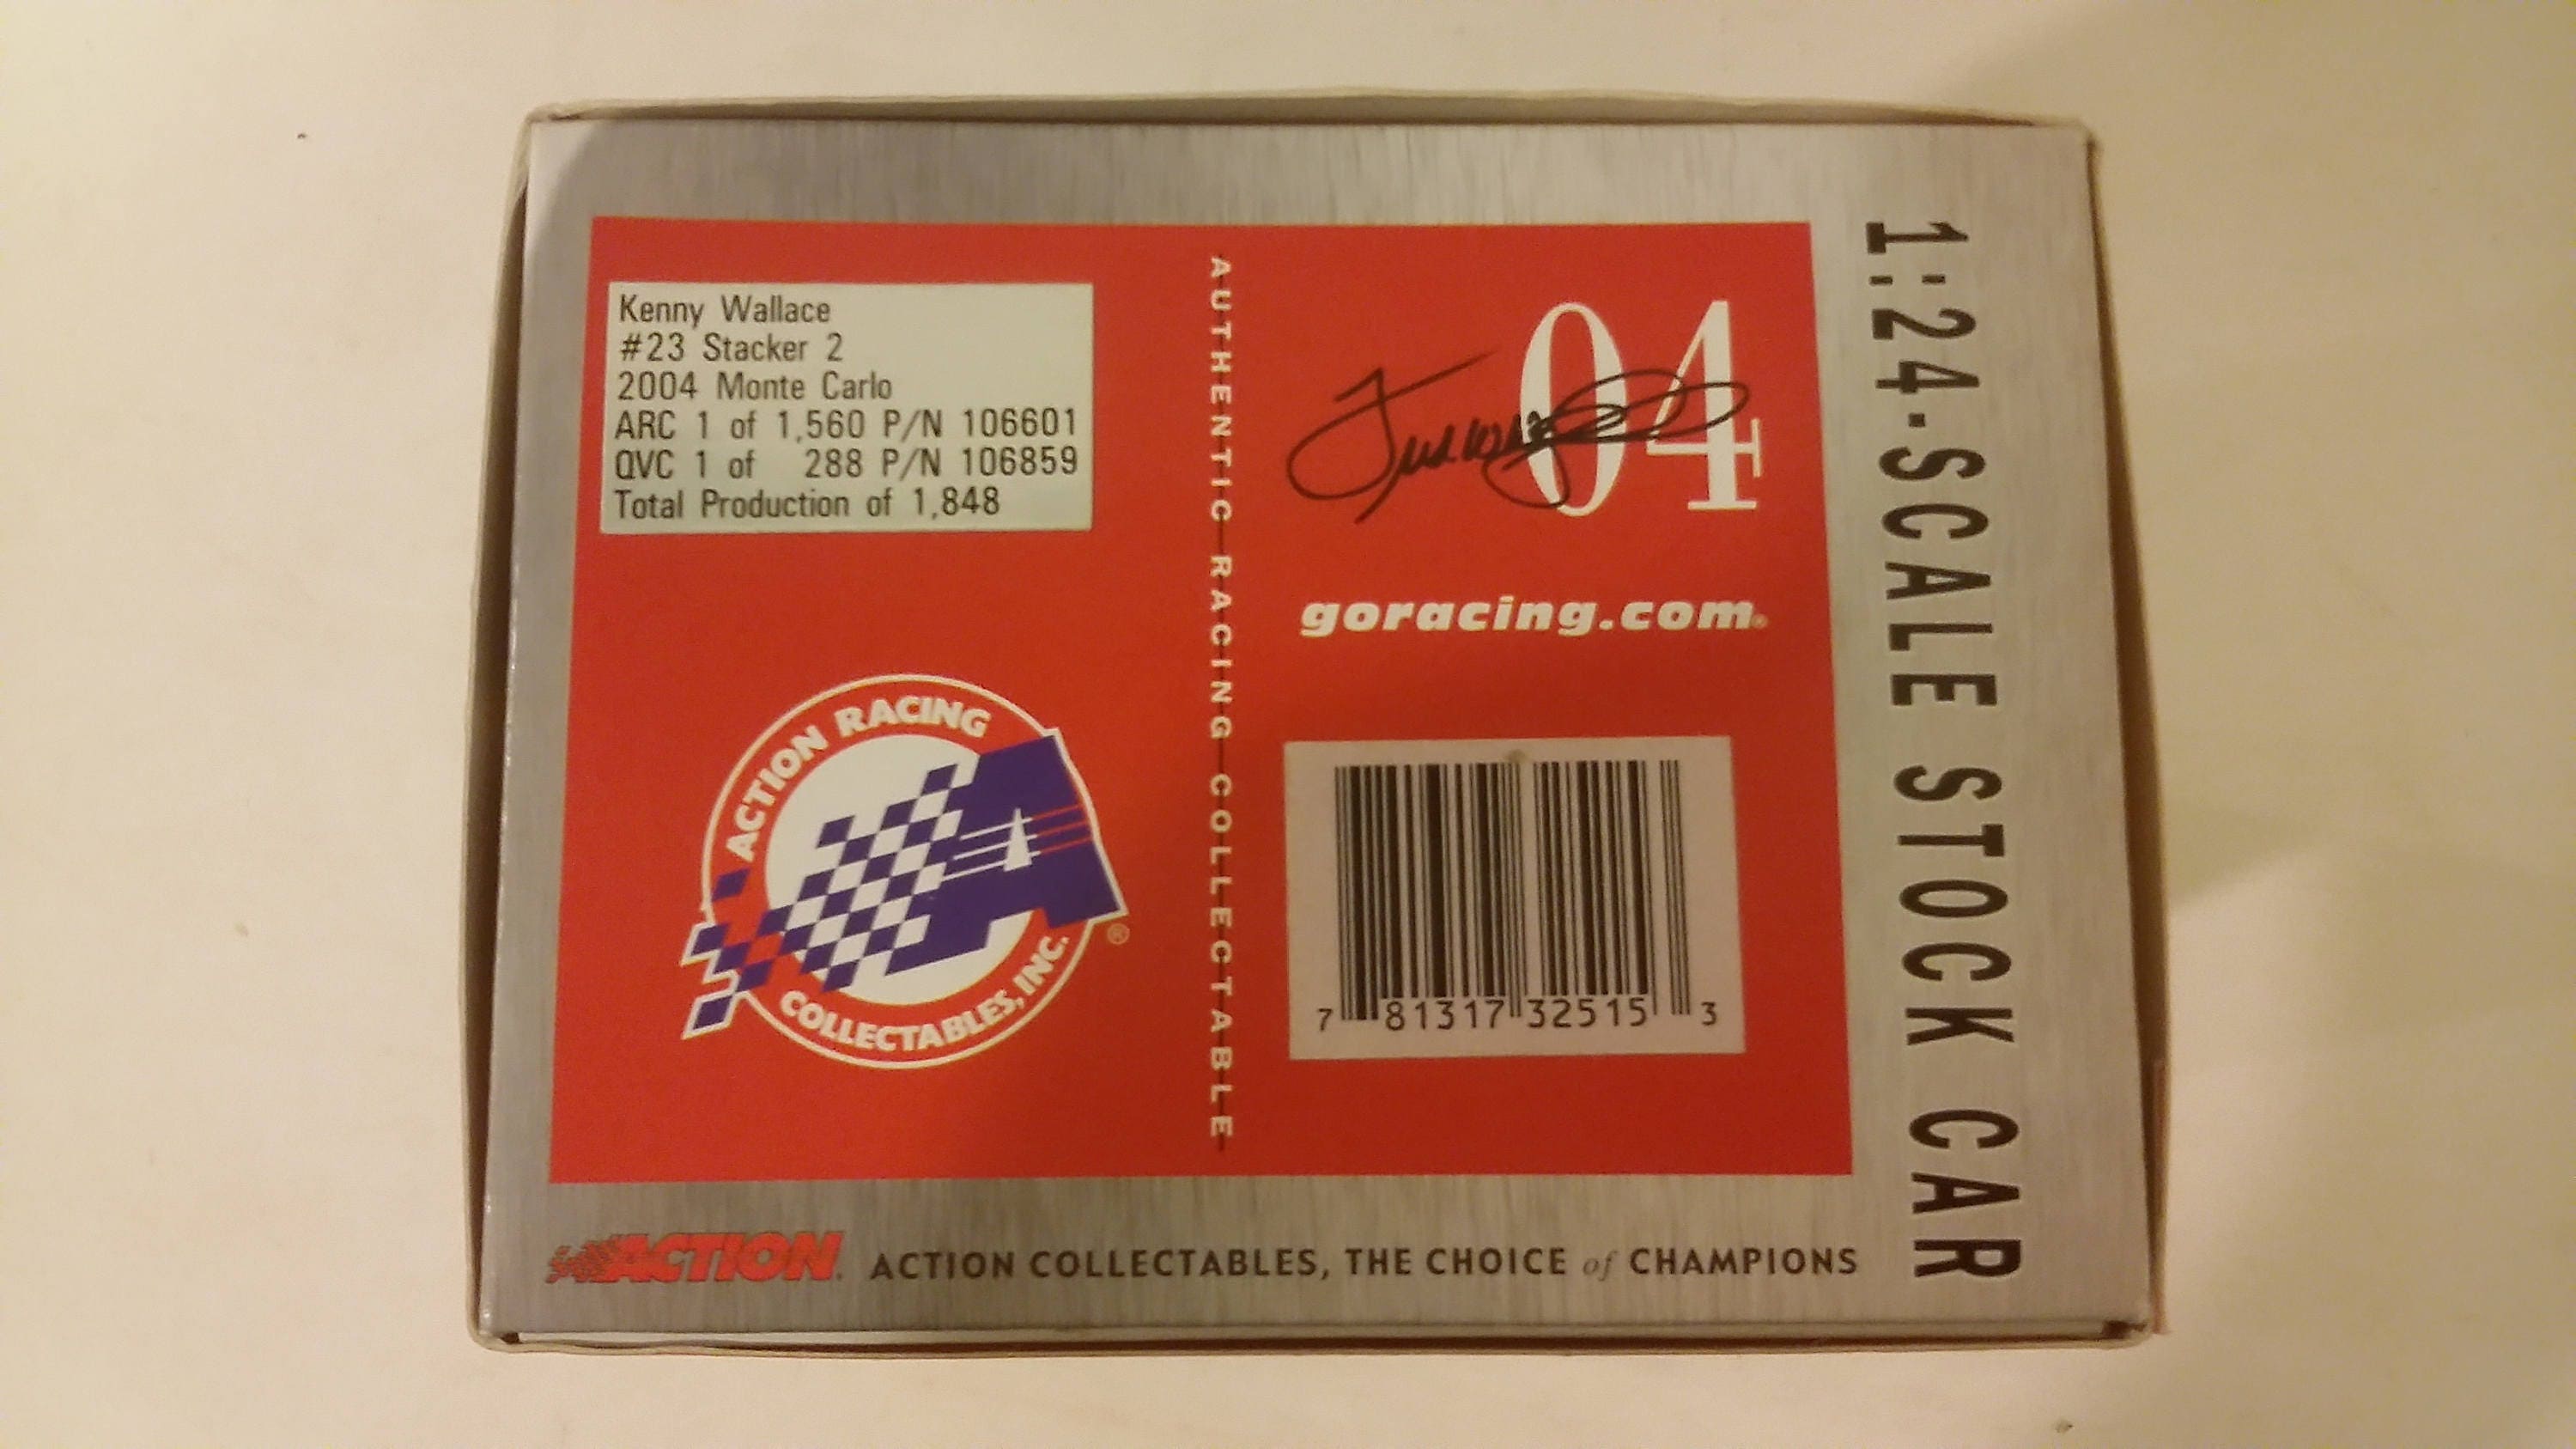 Kenny Wallace
#23 Stacker 2
2004 Monte Carlo
ARC 1 of 1,560 P/N 106601
QVC 1 of 288 P/N 106859
Total Production of 1,848
ACTION RACING
COLLECTABLES, INC.
®
AUTHENTIC RACING COLLECTABLE
04
goracing.com®
7 81317 32515 3
1:24-SCALE STOCK CAR
ACTION. ACTION COLLECTABLES, THE CHOICE of CHAMPIONS